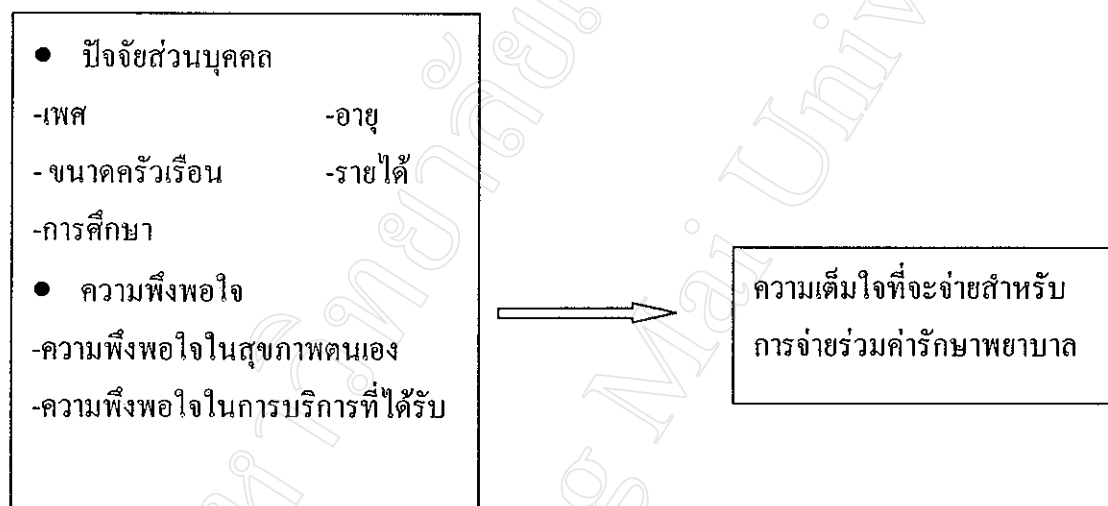 ● ปัจจัยส่วนบุคคล
-เพศ -อายุ
- ขนาดครัวเรือน -รายได้
-การศึกษา
● ความพึงพอใจ
-ความพึงพอใจในสุขภาพตนเอง
-ความพึงพอใจในการบริการที่ได้รับ
ความเต็มใจที่จะจ่ายสำหรับ
การจ่ายร่วมค่ารักษาพยาบาล